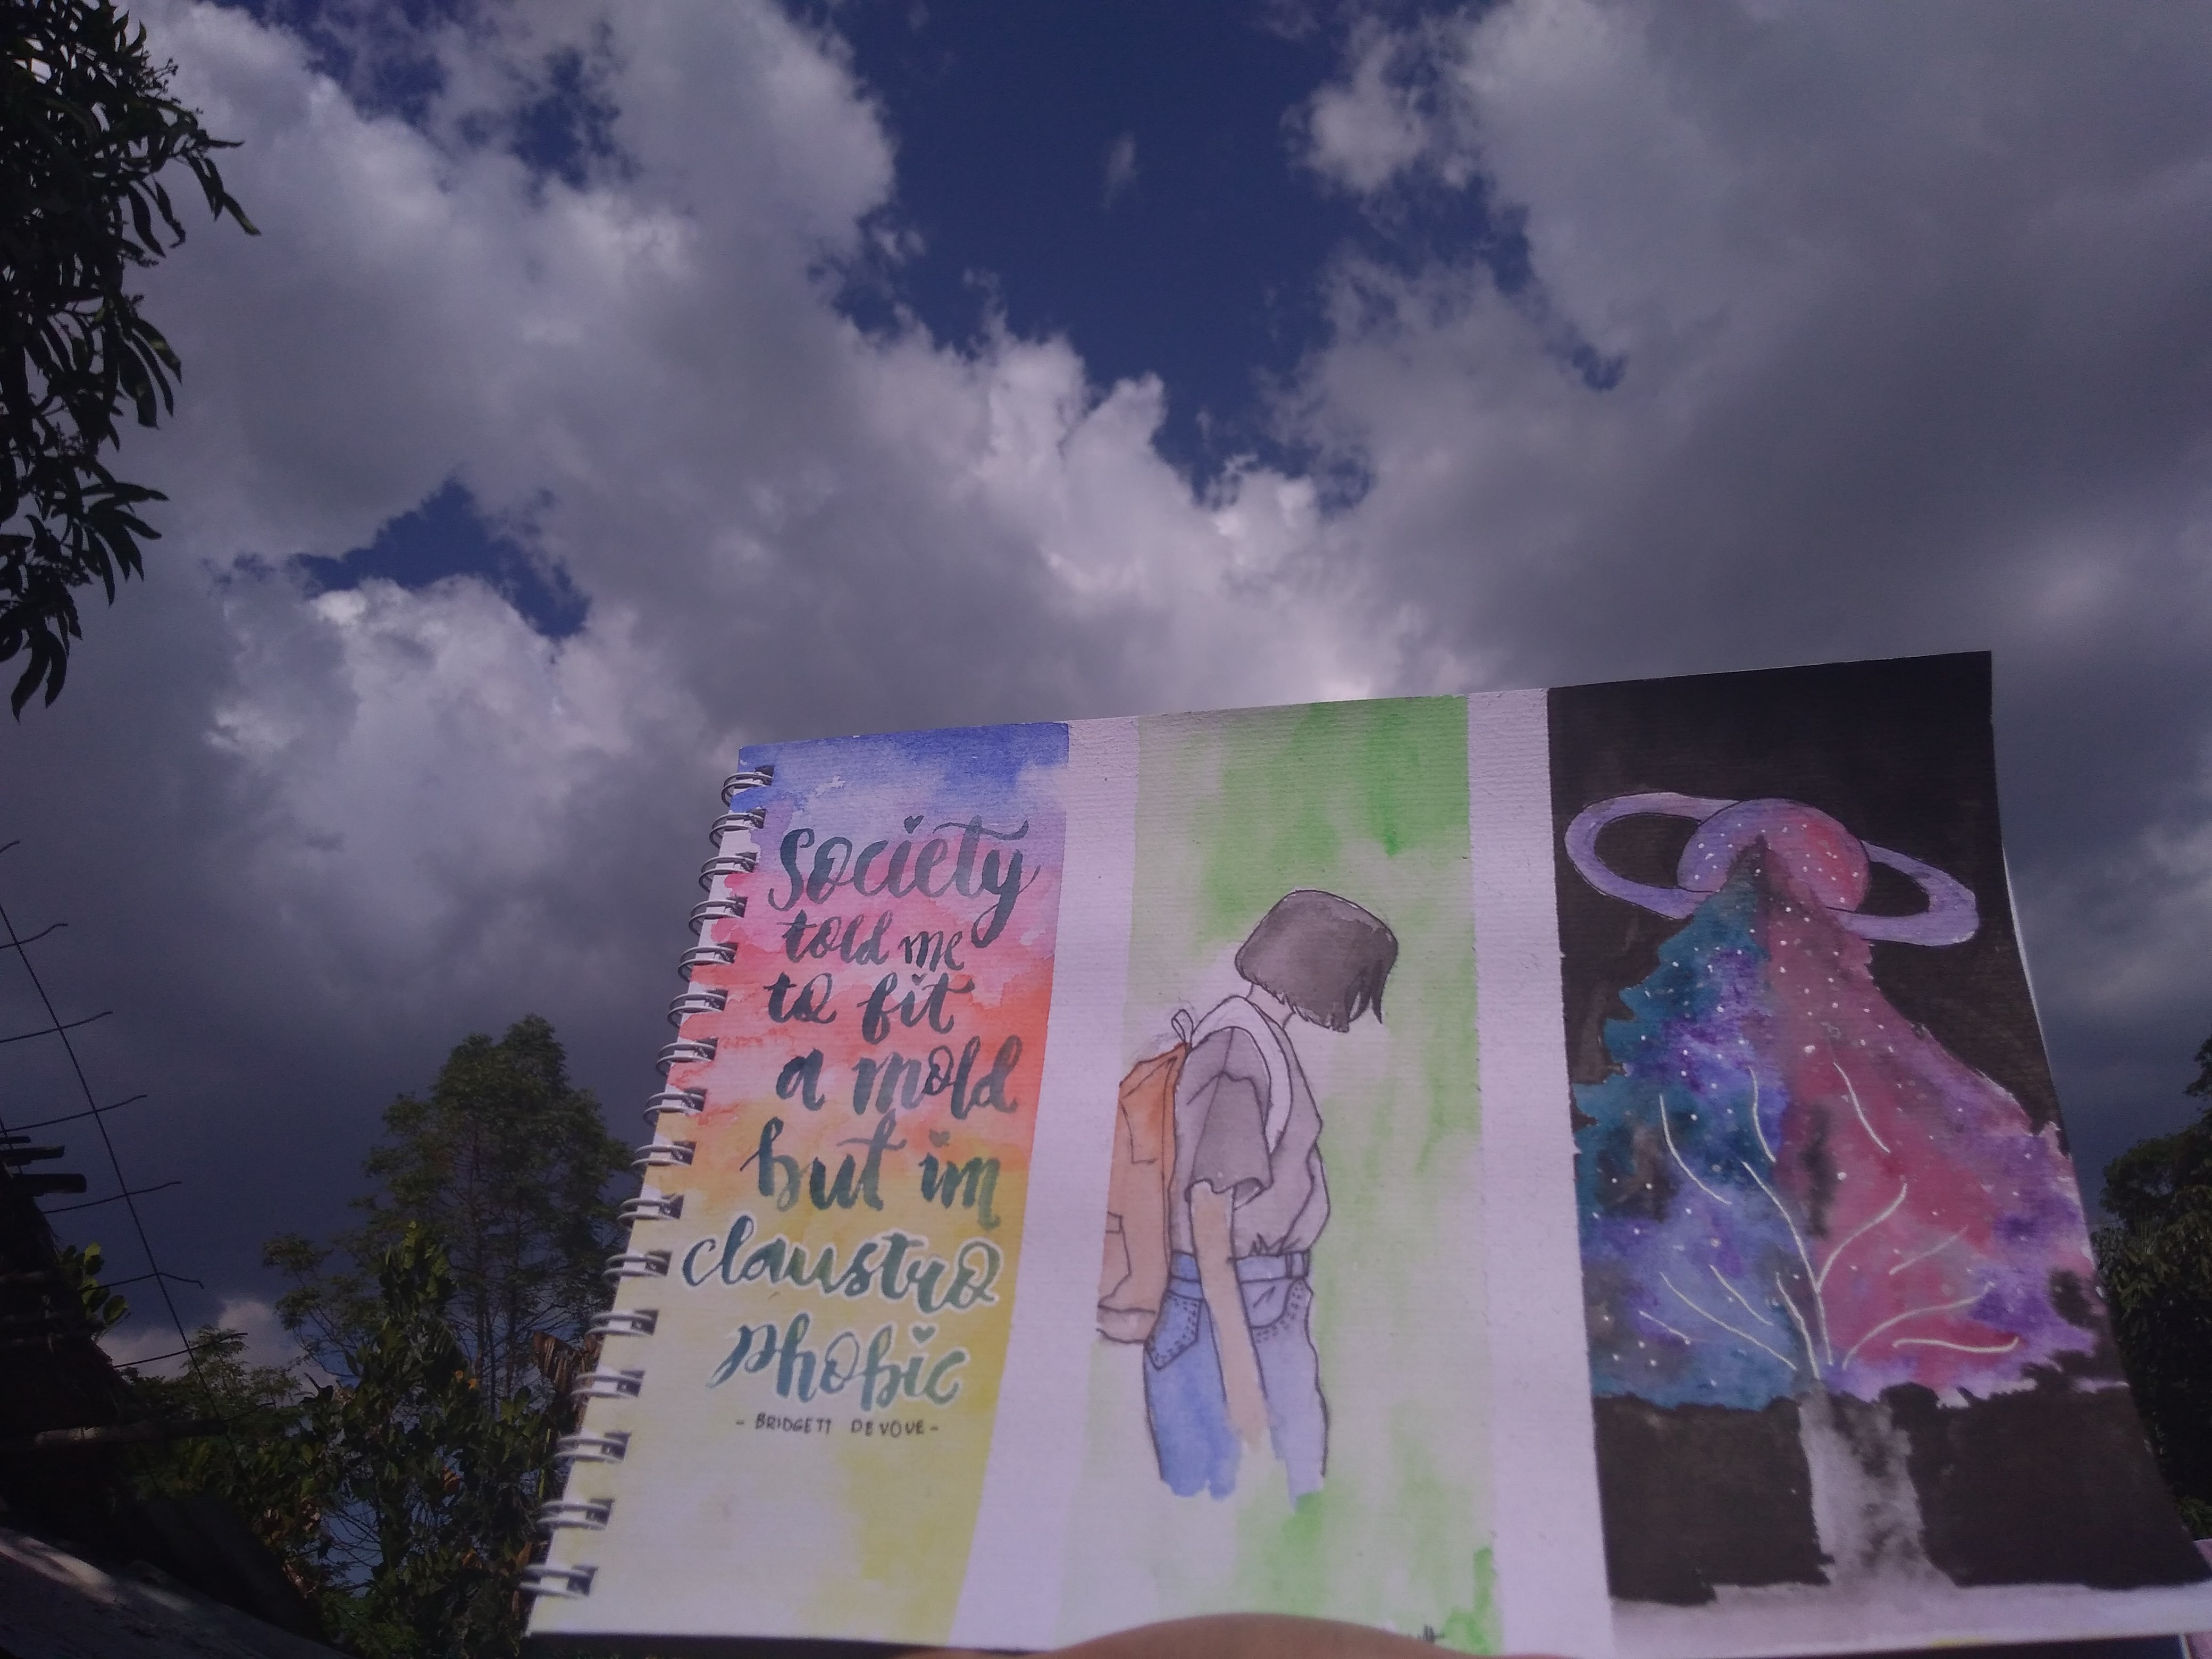 Society
told me
to fit
a mold
but im
claustro
phobic
- BRIDGETT DEVOUE -